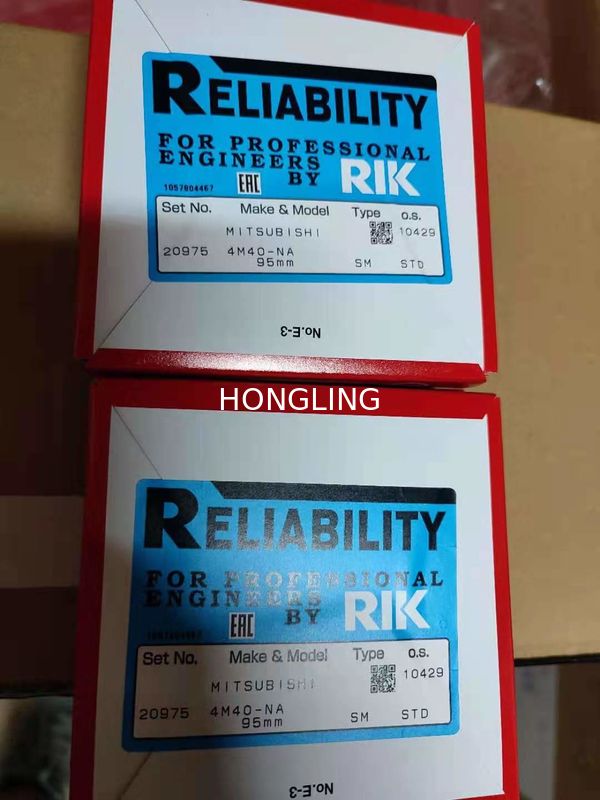 RELIABILITY
FOR PROFESSIONAL
ENGINEERS
BY RIK
1057804467 EAC
Set No. Make & Model Type o.s.
MITSUBISHI 10429
20975 4M40-NA
95mm SM STD
No.E-3
HONGLING
RELIABILITY
FOR PROFESSIONAL
ENGINEERS
BY RIK
EAC
Set No. Make & Model Type o.s.
MITSUBISHI 10429
20975 4M40-NA
95mm SM STD
No.E-3